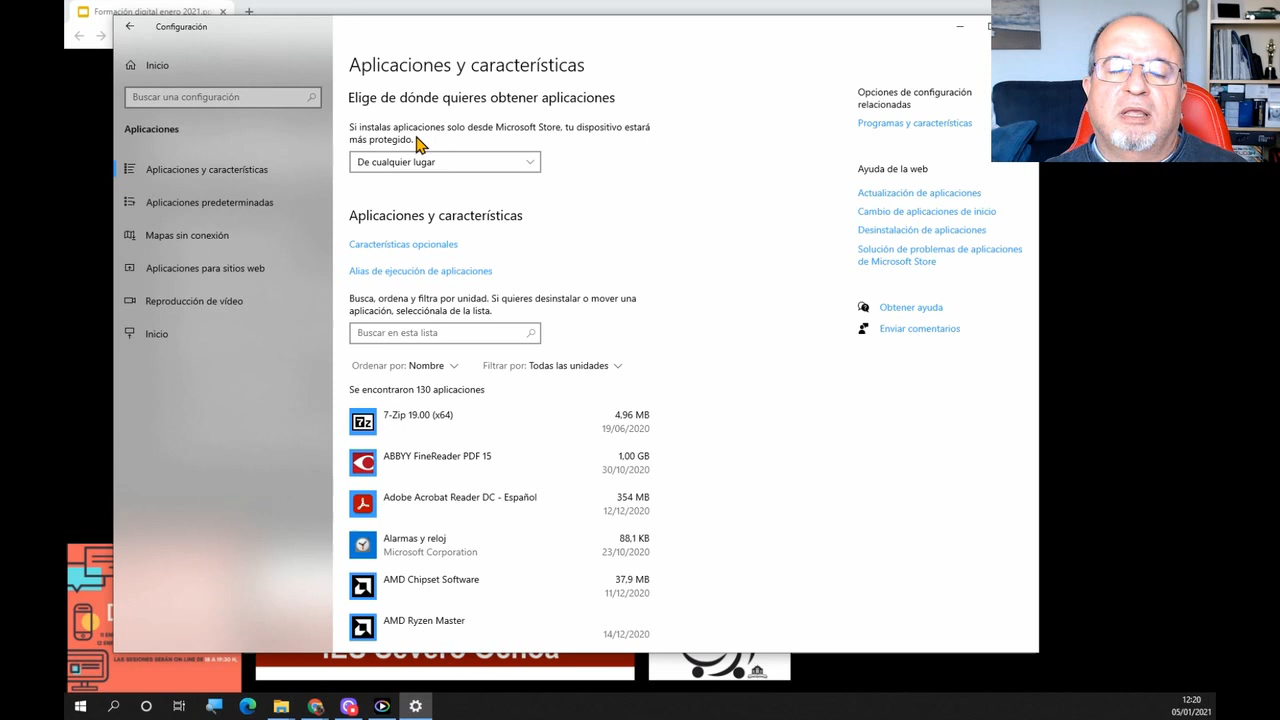 Formación digital enero 2021.pp
Configuración
Inicio
Buscar una configuración
Aplicaciones
Aplicaciones y características
Aplicaciones predeterminadas
Mapas sin conexión
Aplicaciones para sitios web
Reproducción de vídeo
Inicio
Aplicaciones y características
Elige de dónde quieres obtener aplicaciones
Si instalas aplicaciones solo desde Microsoft Store, tu dispositivo estará
más protegido.
De cualquier lugar
Aplicaciones y características
Características opcionales
Alias de ejecución de aplicaciones
Busca, ordena y filtra por unidad. Si quieres desinstalar o mover una
aplicación, selecciónala de la lista.
Buscar en esta lista
Ordenar por: Nombre
Filtrar por: Todas las unidades
Se encontraron 130 aplicaciones
7-Zip 19.00 (x64)
4,96 MB
19/06/2020
ABBYY FineReader PDF 15
1,00 GB
30/10/2020
Adobe Acrobat Reader DC - Español
354 MB
12/12/2020
Alarmas y reloj
88,1 KB
Microsoft Corporation
23/10/2020
AMD Chipset Software
37,9 MB
11/12/2020
AMD Ryzen Master
14/12/2020
Opciones de configuración
relacionadas
Programas y características
Ayuda de la web
Actualización de aplicaciones
Cambio de aplicaciones de inicio
Desinstalación de aplicaciones
Solución de problemas de aplicaciones
de Microsoft Store
Obtener ayuda
Enviar comentarios
LAS SESIONES SERÁN ON-LINE DE
IES Severo Ochoa
12:20
05/01/2021